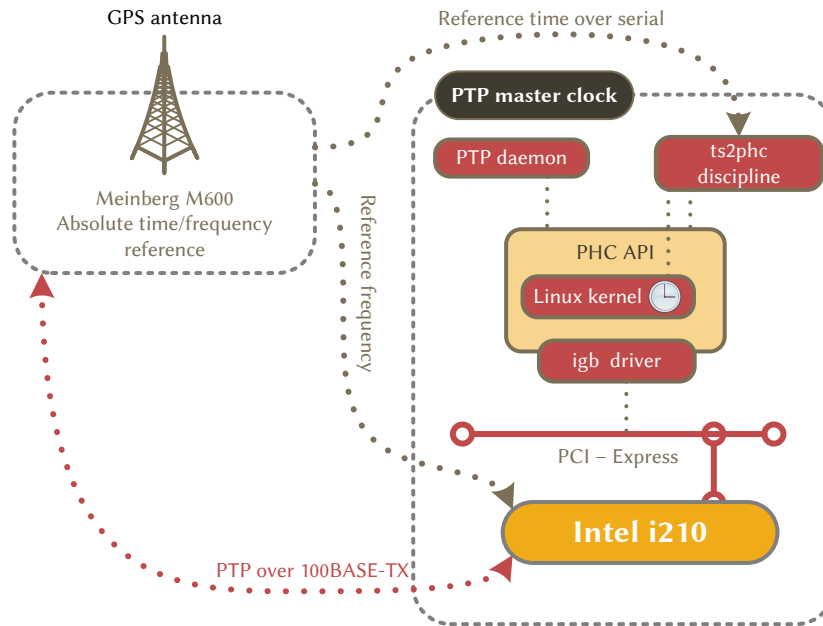 GPS antenna
Reference time over serial
PTP master clock
PTP daemon
ts2phc
discipline
Meinberg M600
Absolute time/frequency
reference
Reference frequency
PHC API
Linux kernel
igb driver
PCI – Express
Intel i210
PTP over 100BASE-TX